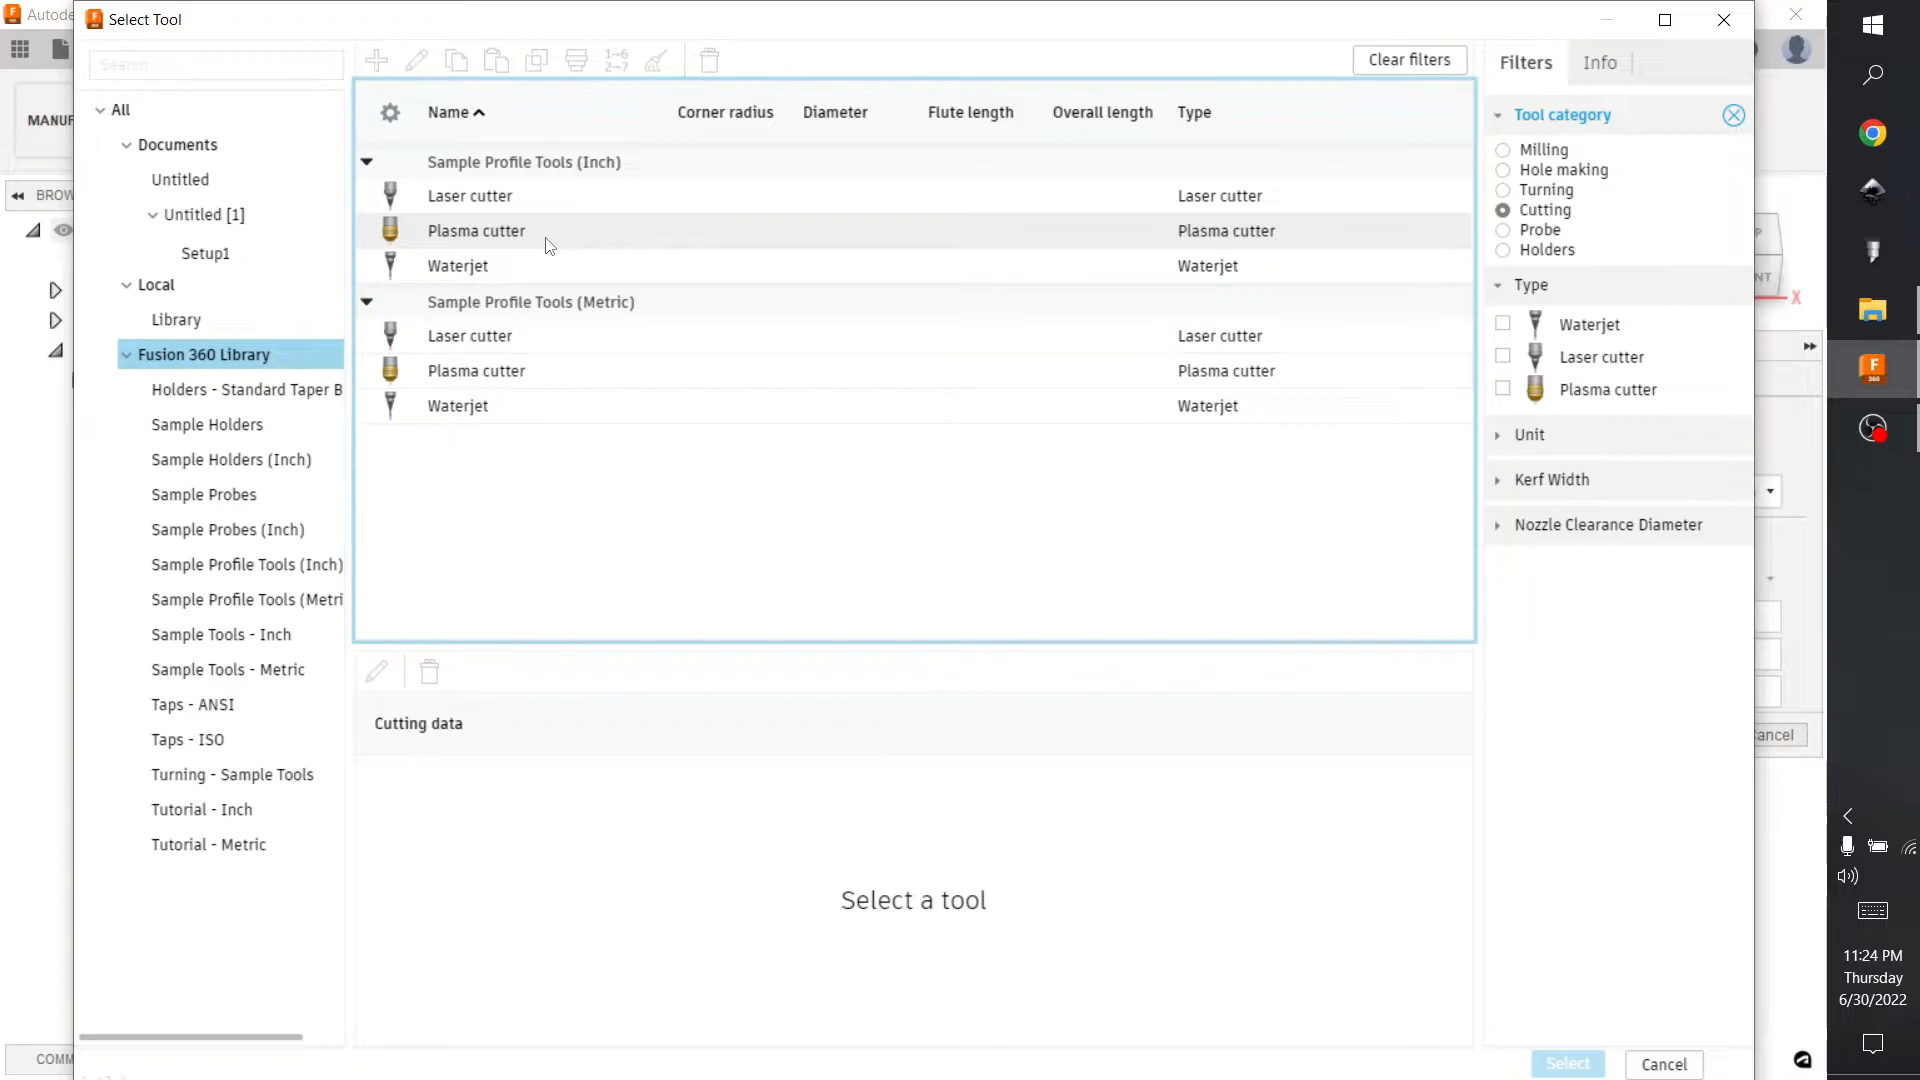 Autode
Select Tool
Search...
Clear filters
Filters
Info
MANUF
BROW
All
Documents
Untitled
Untitled [1]
Setup1
Local
Library
Fusion 360 Library
Holders - Standard Taper B
Sample Holders
Sample Holders (Inch)
Sample Probes
Sample Probes (Inch)
Sample Profile Tools (Inch)
Sample Profile Tools (Metri
Sample Tools - Inch
Sample Tools - Metric
Taps - ANSI
Taps - ISO
Turning - Sample Tools
Tutorial - Inch
Tutorial - Metric
COMM
Name Corner radius Diameter Flute length Overall length Type
Sample Profile Tools (Inch)
Laser cutter Laser cutter
Plasma cutter Plasma cutter
Waterjet Waterjet
Sample Profile Tools (Metric)
Laser cutter Laser cutter
Plasma cutter Plasma cutter
Waterjet Waterjet
Cutting data
Select a tool
Tool category
Milling
Hole making
Turning
Cutting
Probe
Holders
Type
Waterjet
Laser cutter
Plasma cutter
Unit
Kerf Width
Nozzle Clearance Diameter
Select
Cancel
P
NT
X
ancel
F
360
11:24 PM
Thursday
6/30/2022